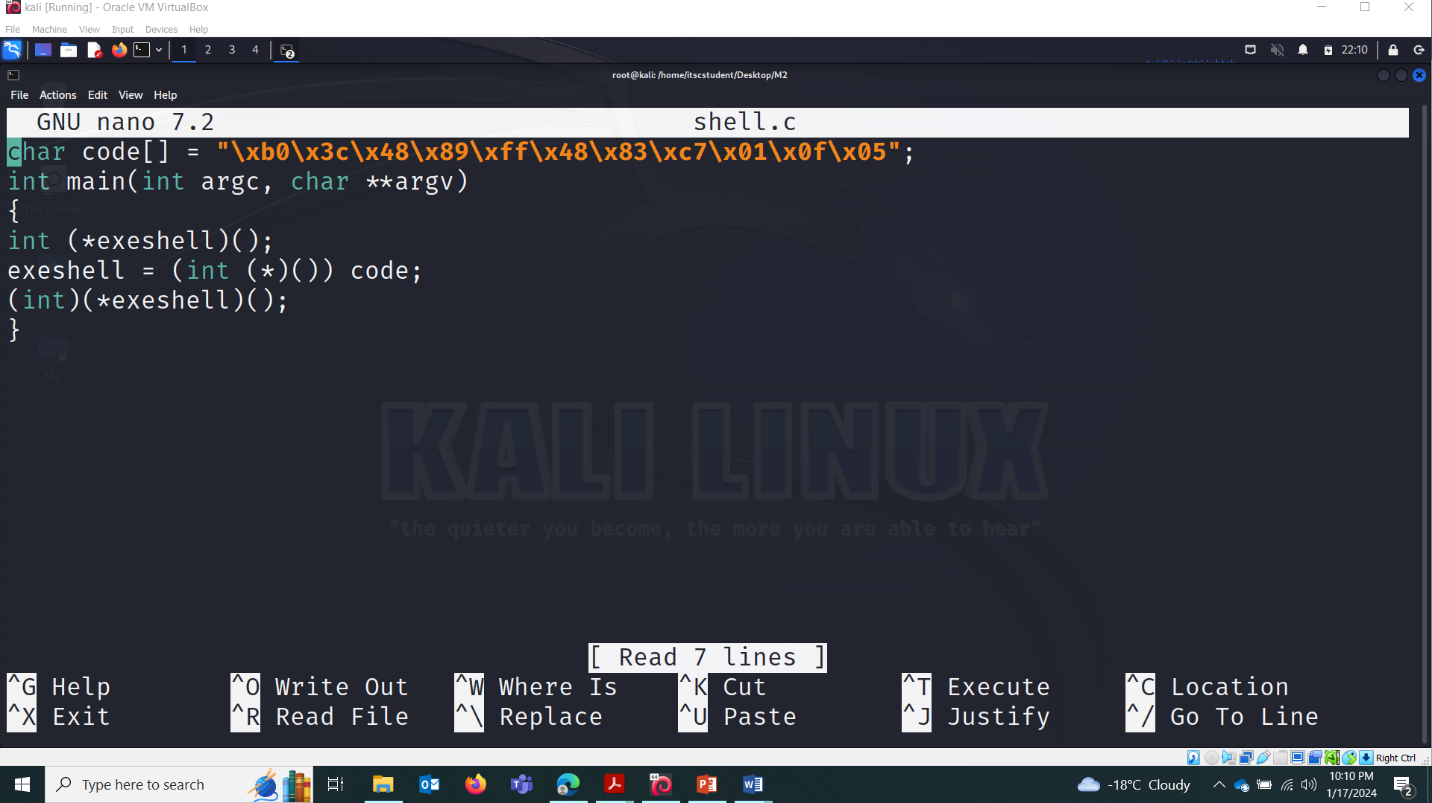 kali [Running] - Oracle VM VirtualBox
File Machine View Input Devices Help
1 2 3 4 2 22:10
root@kali: /home/itscstudent/Desktop/M2
File Actions Edit View Help
GNU nano 7.2 shell.c
char code[] = "\xb0\x3c\x48\x89\xff\x48\x83\xc7\x01\x0f\x05";
int main(int argc, char **argv)
{
int (*exeshell)();
exeshell = (int (*)()) code;
(int)(*exeshell)();
}
KALI LINUX
"the quieter you become, the more you are able to hear"
[ Read 7 lines ]
^G Help ^O Write Out ^W Where Is ^K Cut ^T Execute ^C Location
^X Exit ^R Read File ^\ Replace ^U Paste ^J Justify ^/ Go To Line
Right Ctrl
Type here to search -18°C Cloudy 10:10 PM
1/17/2024 2